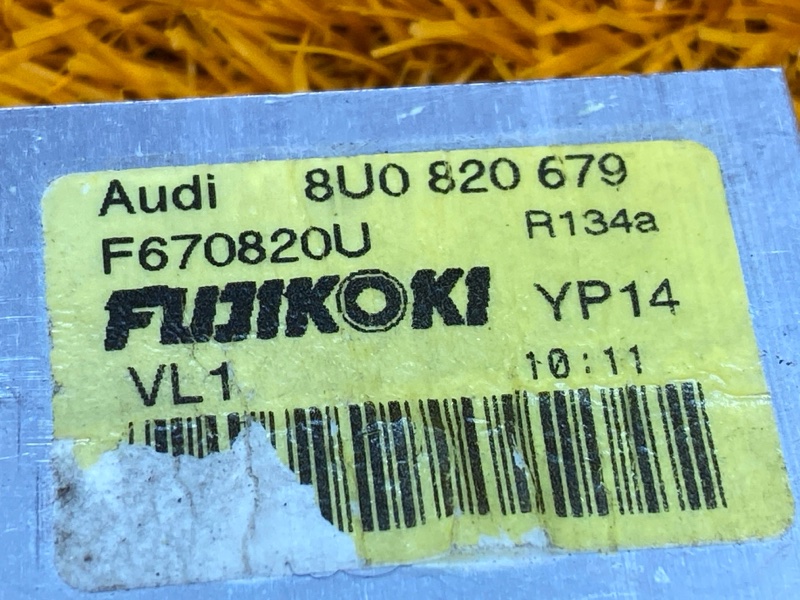 Audi 8U0 820 679
F670820U R134a
FUJIKOKI YP14
VL1 10:11